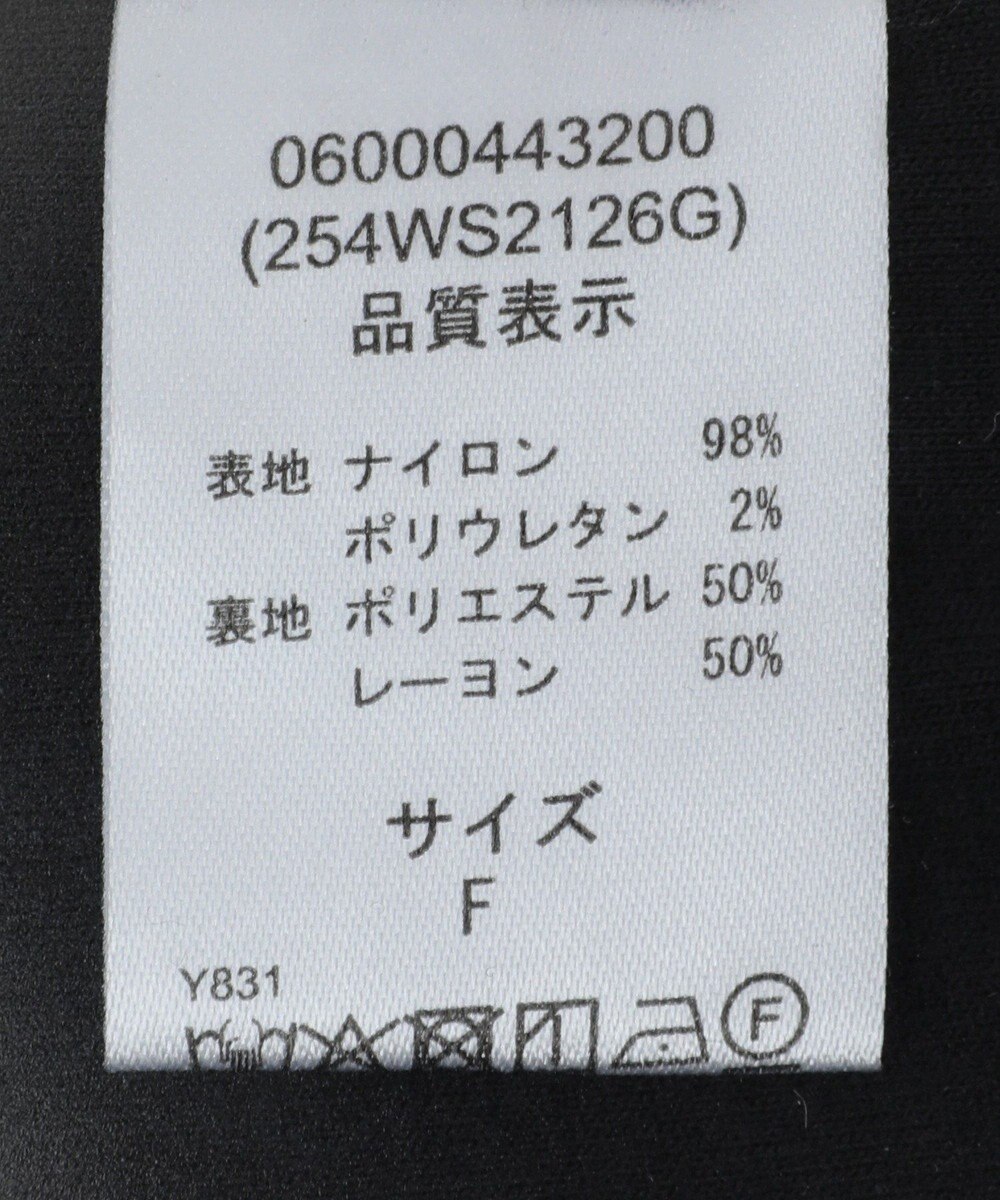 06000443200
(254WS2126G)
品質表示
表地 ナイロン 98%
ポリウレタン 2%
裏地 ポリエステル 50%
レーヨン 50%
サイズ
F
Y831
F